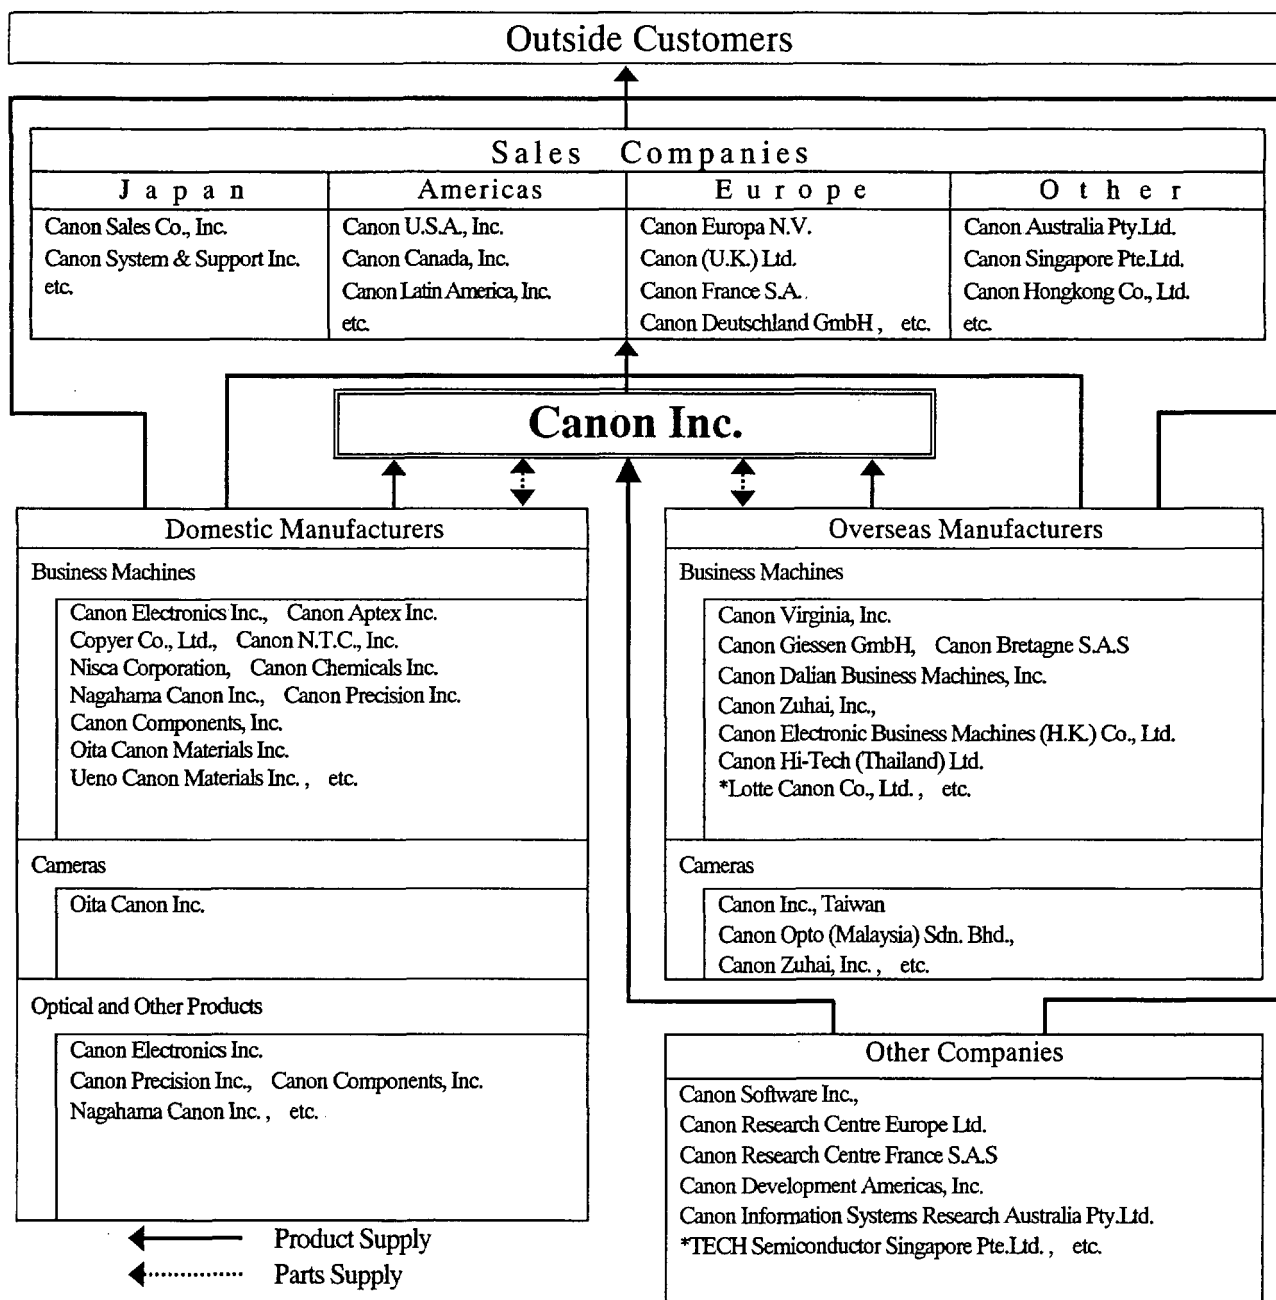 Outside Customers
Sales Companies
Japan
Americas
Europe
Other
Canon Sales Co., Inc.
Canon System & Support Inc.
etc.
Canon U.S.A., Inc.
Canon Canada, Inc.
Canon Latin America, Inc.
etc.
Canon Europa N.V.
Canon (U.K.) Ltd.
Canon France S.A.
Canon Deutschland GmbH, etc.
Canon Australia Pty.Ltd.
Canon Singapore Pte.Ltd.
Canon Hongkong Co., Ltd.
etc.
Canon Inc.
Domestic Manufacturers
Business Machines
Canon Electronics Inc., Canon Aptex Inc.
Copyer Co., Ltd., Canon N.T.C., Inc.
Nisca Corporation, Canon Chemicals Inc.
Nagahama Canon Inc., Canon Precision Inc.
Canon Components, Inc.
Oita Canon Materials Inc.
Ueno Canon Materials Inc., etc.
Cameras
Oita Canon Inc.
Optical and Other Products
Canon Electronics Inc.
Canon Precision Inc., Canon Components, Inc.
Nagahama Canon Inc., etc.
Overseas Manufacturers
Business Machines
Canon Virginia, Inc.
Canon Giessen GmbH, Canon Bretagne S.A.S
Canon Dalian Business Machines, Inc.
Canon Zuhai, Inc.,
Canon Electronic Business Machines (H.K.) Co., Ltd.
Canon Hi-Tech (Thailand) Ltd.
*Lotte Canon Co., Ltd., etc.
Cameras
Canon Inc., Taiwan
Canon Opto (Malaysia) Sdn. Bhd.,
Canon Zuhai, Inc., etc.
Other Companies
Canon Software Inc.,
Canon Research Centre Europe Ltd.
Canon Research Centre France S.A.S
Canon Development Americas, Inc.
Canon Information Systems Research Australia Pty.Ltd.
*TECH Semiconductor Singapore Pte.Ltd., etc.
Product Supply
Parts Supply